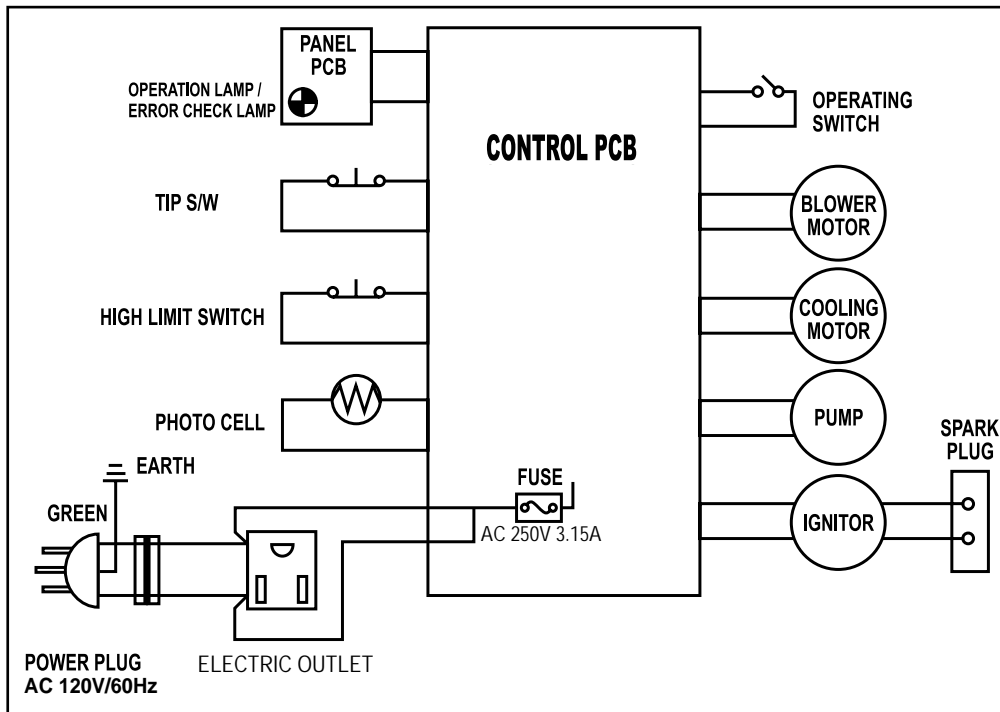 PANEL
PCB
OPERATION LAMP /
ERROR CHECK LAMP
CONTROL PCB
OPERATING
SWITCH
TIP S/W
BLOWER
MOTOR
HIGH LIMIT SWITCH
COOLING
MOTOR
PHOTO CELL
PUMP
SPARK
PLUG
EARTH
FUSE
GREEN
AC 250V 3.15A
IGNITOR
POWER PLUG
AC 120V/60Hz
ELECTRIC OUTLET